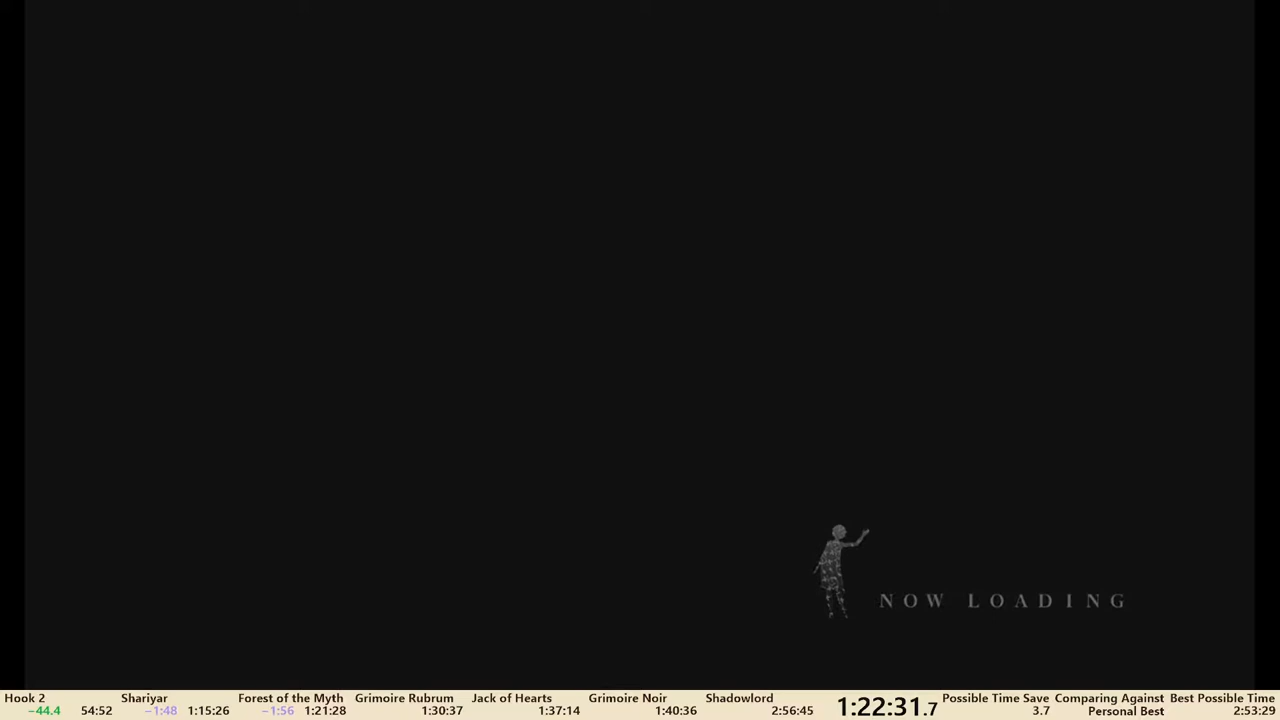 NOW LOADING
Hook 2 Shariyar Forest of the Myth Grimoire Rubrum Jack of Hearts Grimoire Noir Shadowlord 1:22:31.7 Possible Time Save Comparing Against Best Possible Time
−44.4 54:52 −1:48 1:15:26 −1:56 1:21:28 1:30:37 1:37:14 1:40:36 2:56:45 3.7 Personal Best 2:53:29